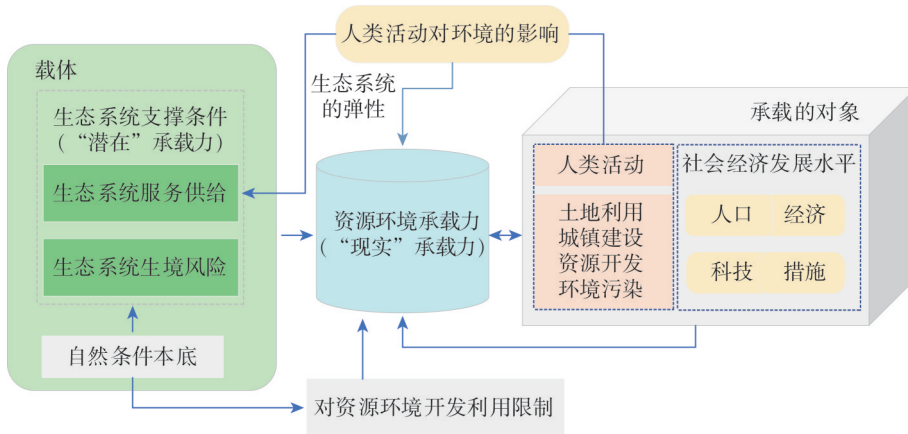 人类活动对环境的影响
载体
生态系统
的弹性
承载的对象
生态系统支撑条件
(“潜在”承载力)
生态系统服务供给
生态系统生境风险
自然条件本底
资源环境承载力
(“现实”承载力)
人类活动
土地利用
城镇建设
资源开发
环境污染
社会经济发展水平
人口 经济
科技 措施
对资源环境开发利用限制